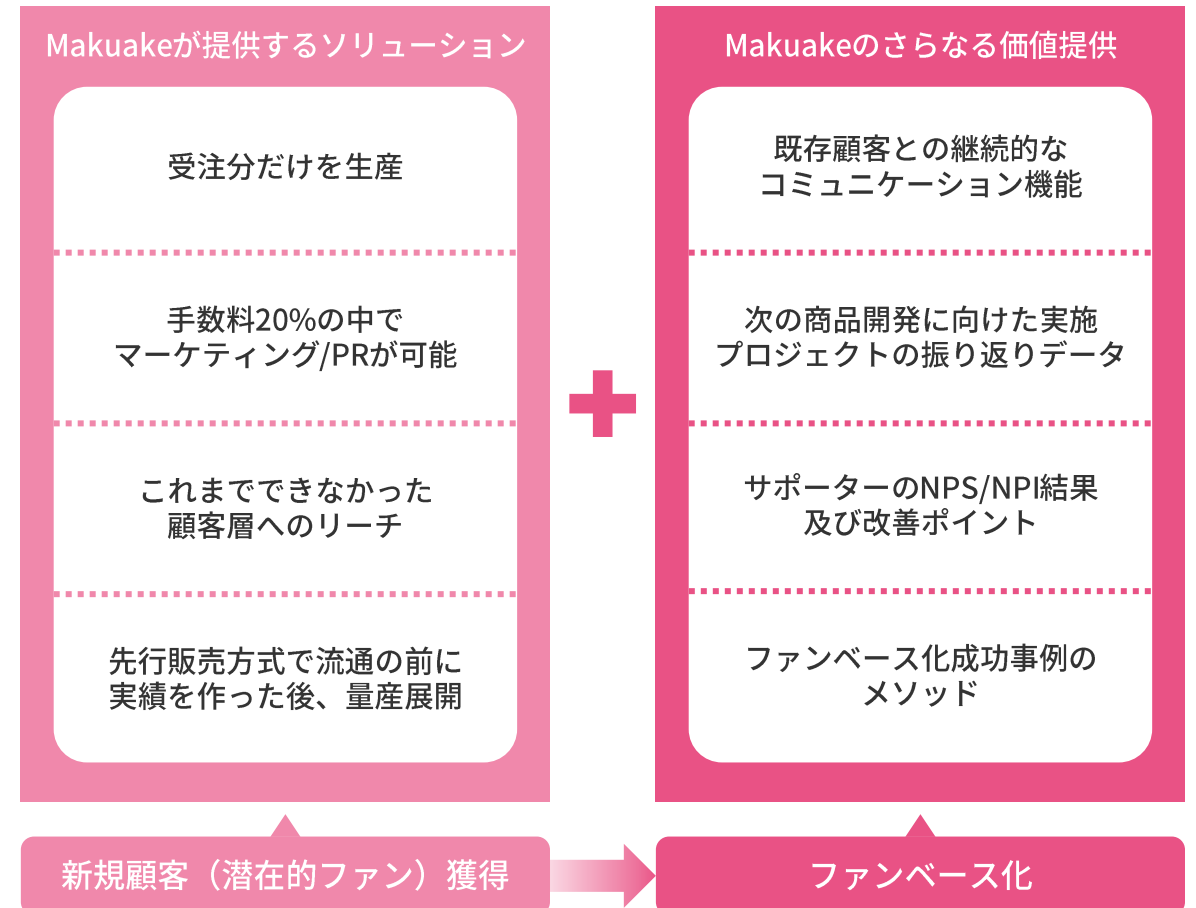 Makuakeが提供するソリューション
受注分だけを生産
手数料20%の中で
マーケティング/PRが可能
これまでできなかった
顧客層へのリーチ
先行販売方式で流通の前に
実績を作った後、量産展開
新規顧客（潜在的ファン）獲得
Makuakeのさらなる価値提供
既存顧客との継続的な
コミュニケーション機能
次の商品開発に向けた実施
プロジェクトの振り返りデータ
サポーターのNPS/NPI結果
及び改善ポイント
ファンベース化成功事例の
メソッド
ファンベース化